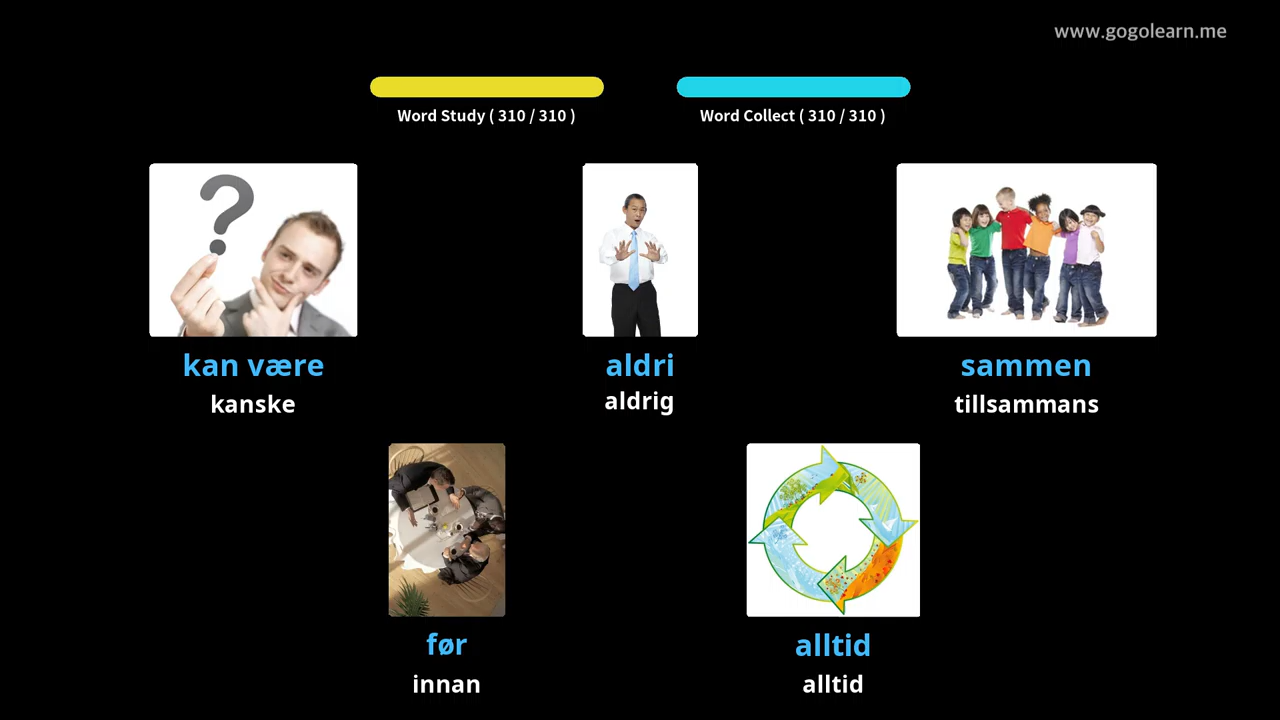 www.gogolearn.me
Word Study ( 310 / 310 )
Word Collect ( 310 / 310 )
kan være
kanske
aldri
aldrig
sammen
tillsammans
før
innan
alltid
alltid